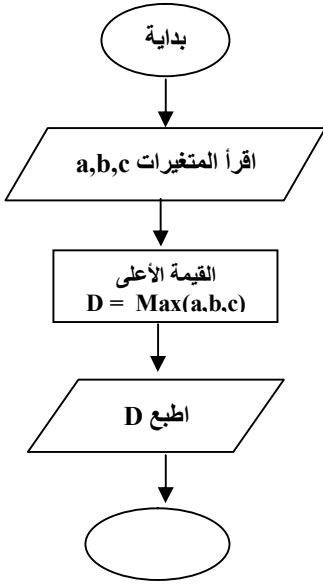 بداية
اقرأ المتغيرات a,b,c
القيمة الأعلى
D = Max(a,b,c)
اطبع D